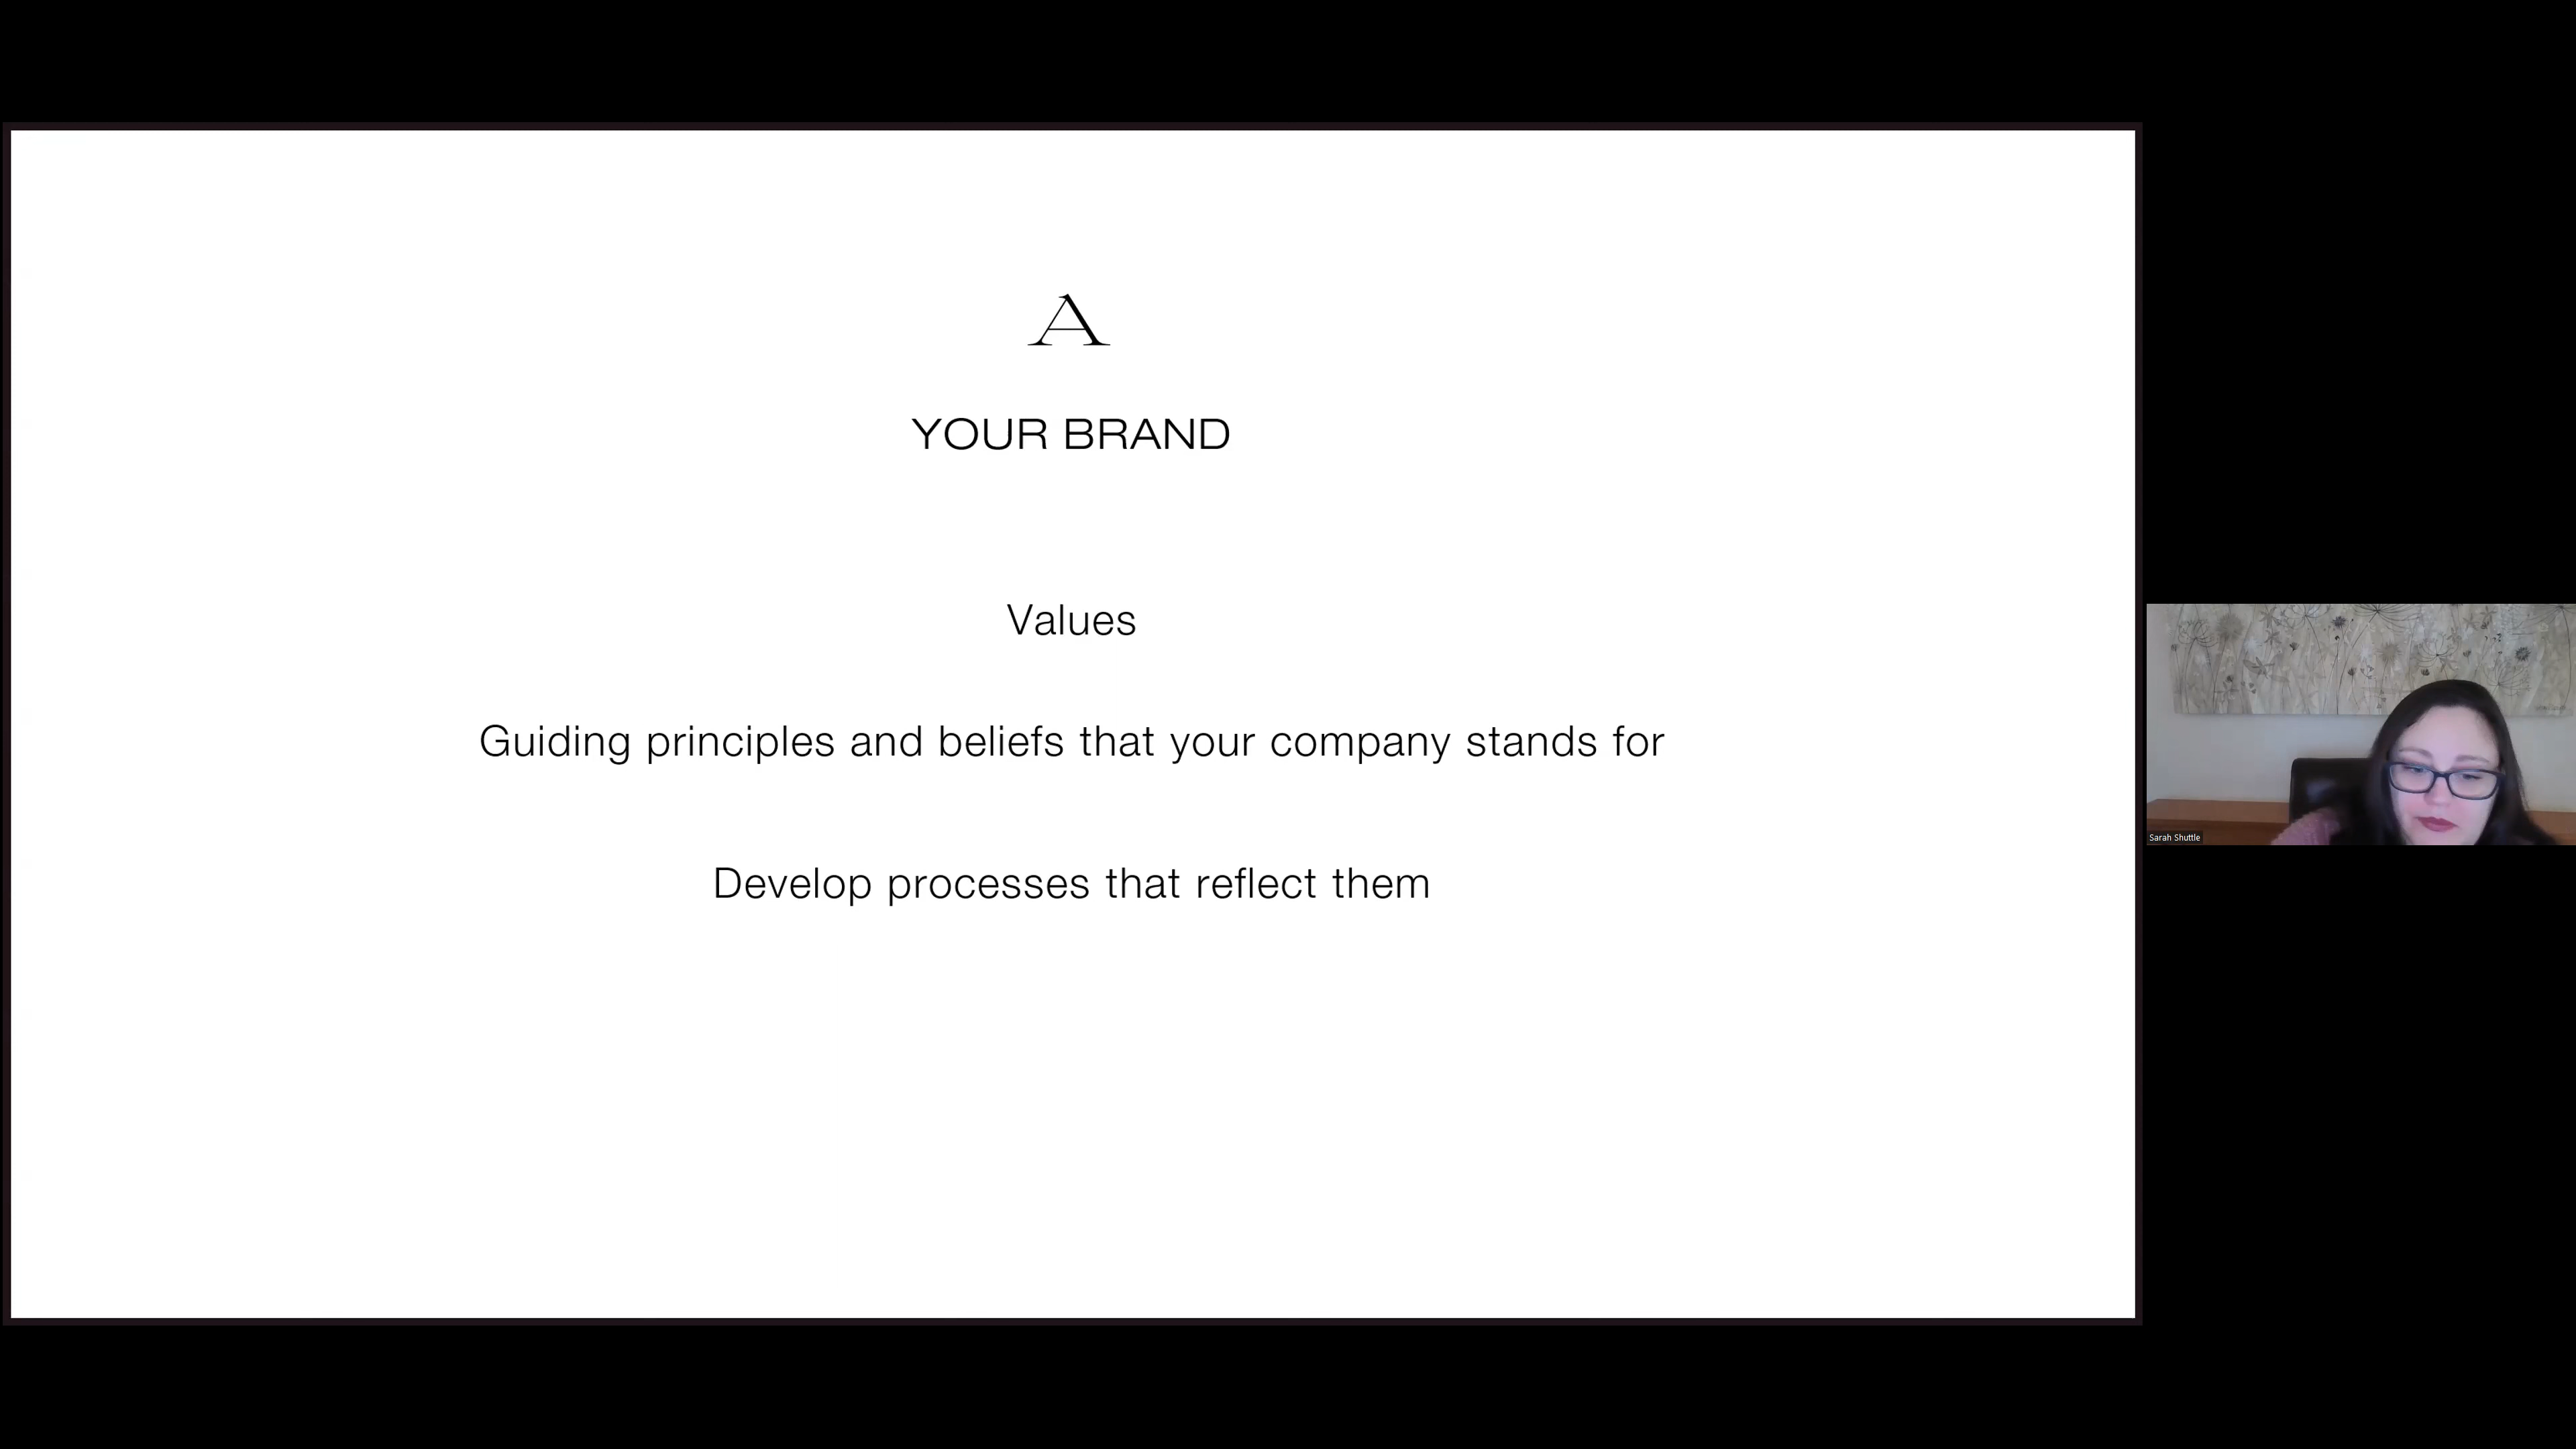 A
YOUR BRAND
Values
Guiding principles and beliefs that your company stands for
Develop processes that reflect them
Sarah Shuttle